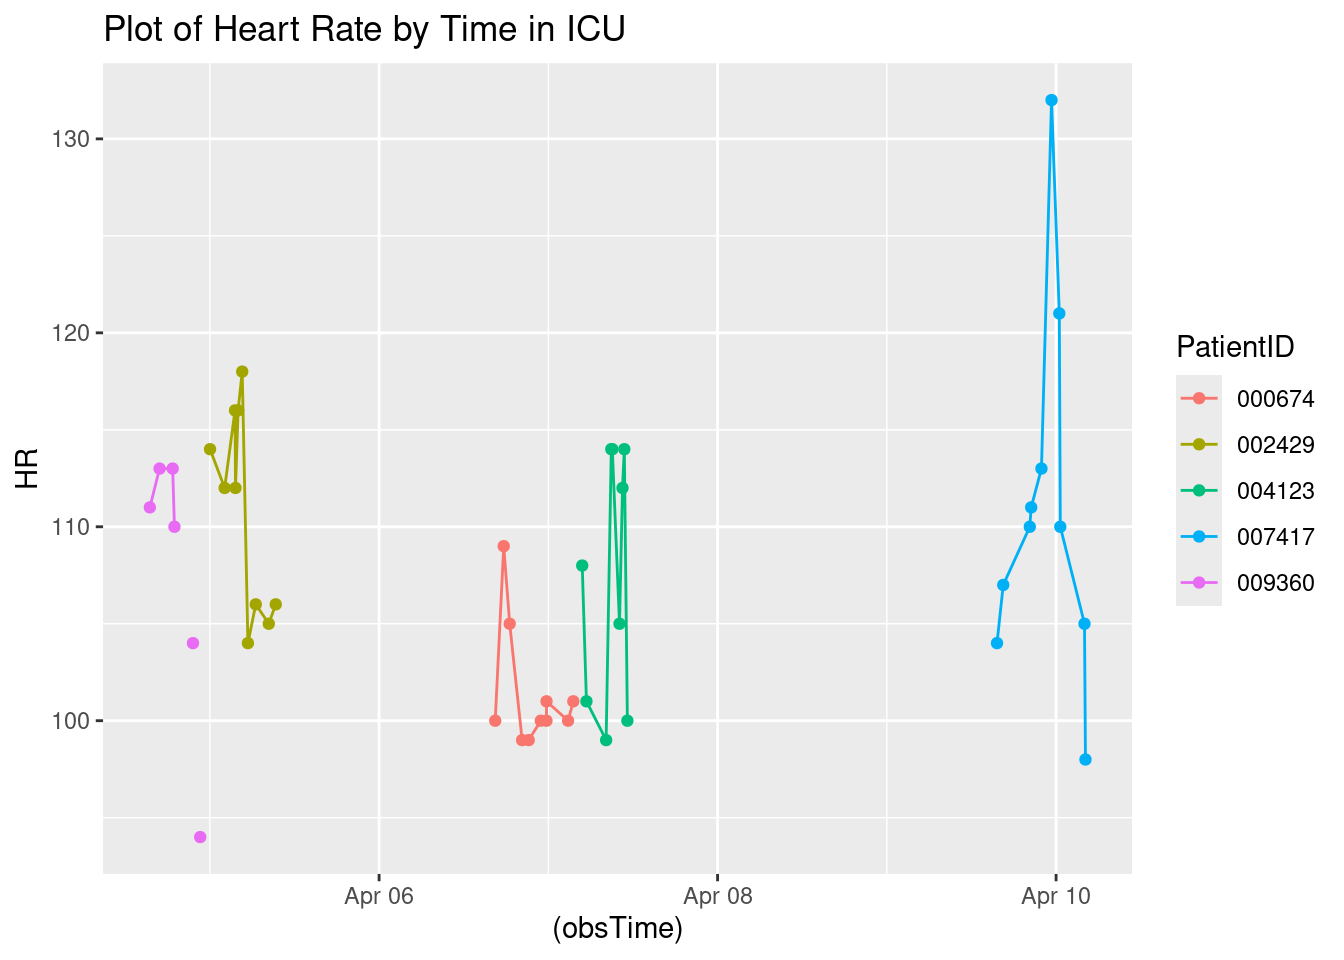 Plot of Heart Rate by Time in ICU
HR
130
120
110
100
Apr 06
Apr 08
Apr 10
(obsTime)
PatientID
000674
002429
004123
007417
009360